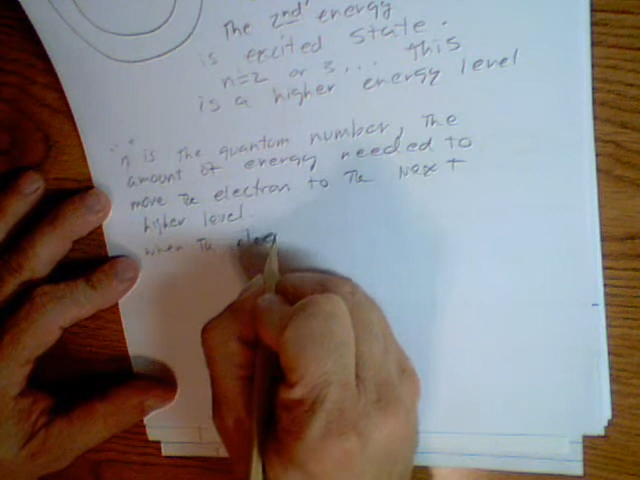 The 2nd energy
is excited state.
n=2 or 3... this
is a higher energy level
"n" is the quantum number, The
amount of energy needed to
move the electron to the next
higher level.
when the elec